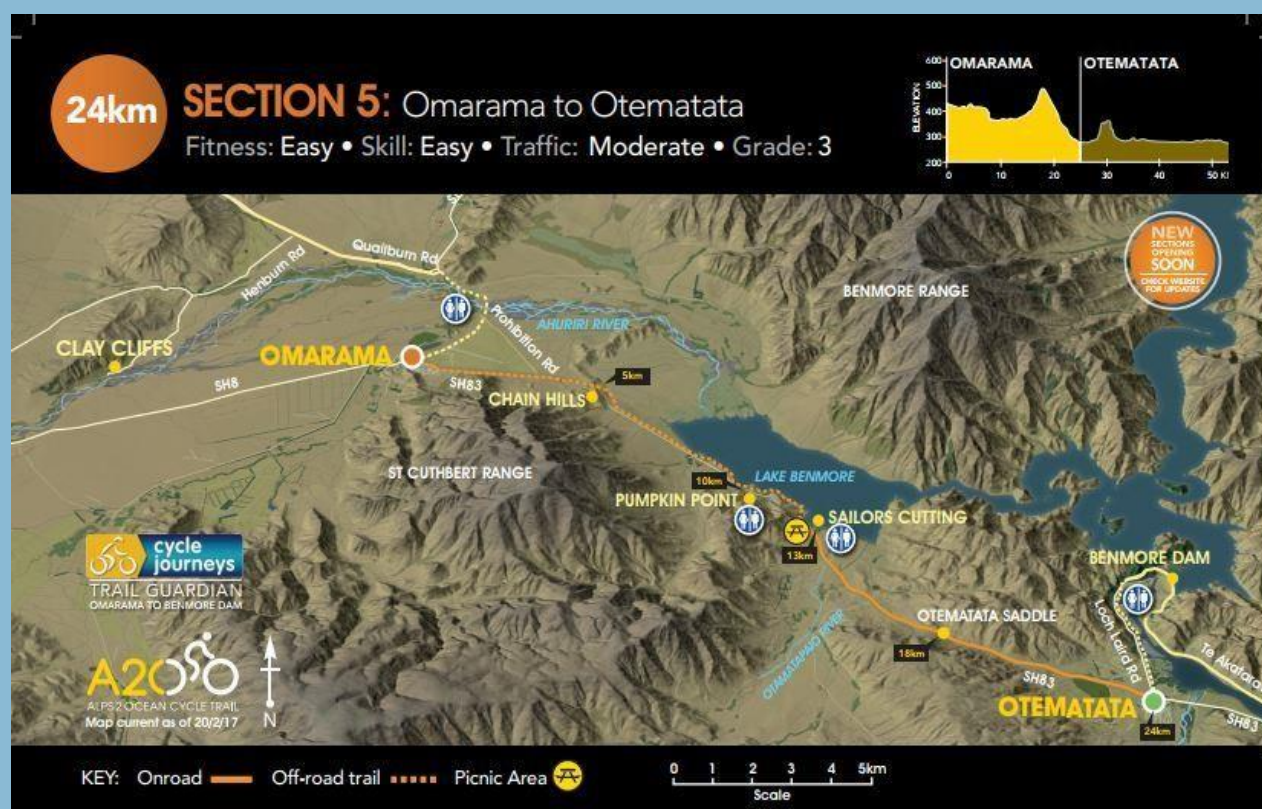 24km
SECTION 5: Omarama to Otematata
Fitness: Easy • Skill: Easy • Traffic: Moderate • Grade: 3
OMARAMA
OTEMATATA
ELEVATION
600
500
400
300
200
0
10
20
30
40
50 K
NEW
SECTIONS
OPENING
SOON
CHECK WEBSITE
FOR UPDATES
Quailburn Rd
Henburn Rd
BENMORE RANGE
AHURIRI RIVER
Prohibition Rd
CLAY CLIFFS
OMARAMA
SH8
SH83
5km
CHAIN HILLS
ST CUTHBERT RANGE
10km
LAKE BENMORE
PUMPKIN POINT
SAILORS CUTTING
13km
BENMORE DAM
Loch Laird Rd
OTEMATATA SADDLE
Te Akatara
OTAMATAPAIO RIVER
18km
SH83
OTEMATATA
SH83
24km
cycle
journeys
TRAIL GUARDIAN
OMARAMA TO BENMORE DAM
A2O
ALPS2OCEAN CYCLE TRAIL
Map current as of 20/2/17
N
KEY: Onroad Off-road trail Picnic Area
0 1 2 3 4 5km
Scale